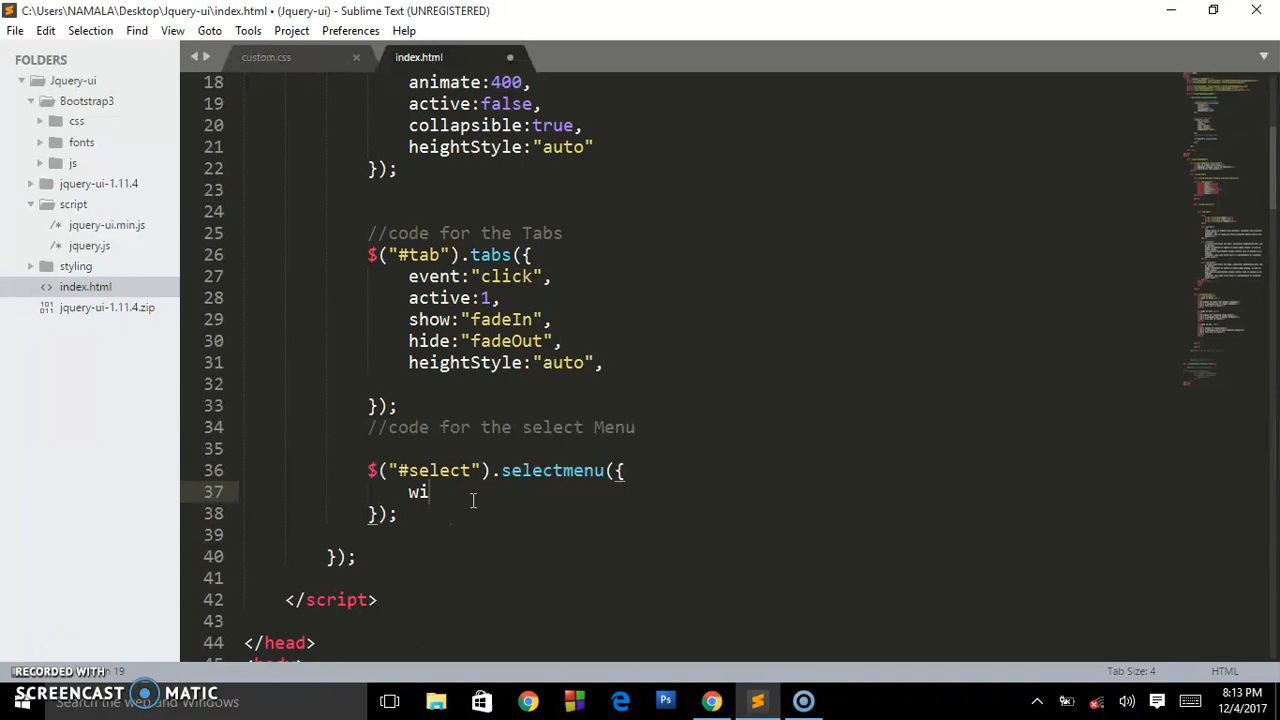 C:\Users\NAMALA\Desktop\Jquery-ui\index.html • (Jquery-ui) - Sublime Text (UNREGISTERED)
File Edit Selection Find View Goto Tools Project Preferences Help
FOLDERS
Jquery-ui
Bootstrap3
css
fonts
js
jquery-ui-1.11.4
script
/* jquery-ui.min.js
/* jquery.js
styling
<> index.html
jquery-ui-1.11.4.zip
custom.css × index.html
18 animate:400,
19 active:false,
20 collapsible:true,
21 heightStyle:"auto"
22 });
23
24
25 //code for the Tabs
26 $("#tab").tabs({
27 event:"click",
28 active:1,
29 show:"fadeIn",
30 hide:"fadeOut",
31 heightStyle:"auto",
32
33 });
34 //code for the select Menu
35
36 $("#select").selectmenu({
37 wi
38 });
39
40 });
41
42 </script>
43
44 </head>
45 <body>
RECORDED WITH
SCREENCAST MATIC
19
Tab Size: 4 HTML
Search the web and Windows
8:13 PM
12/4/2017